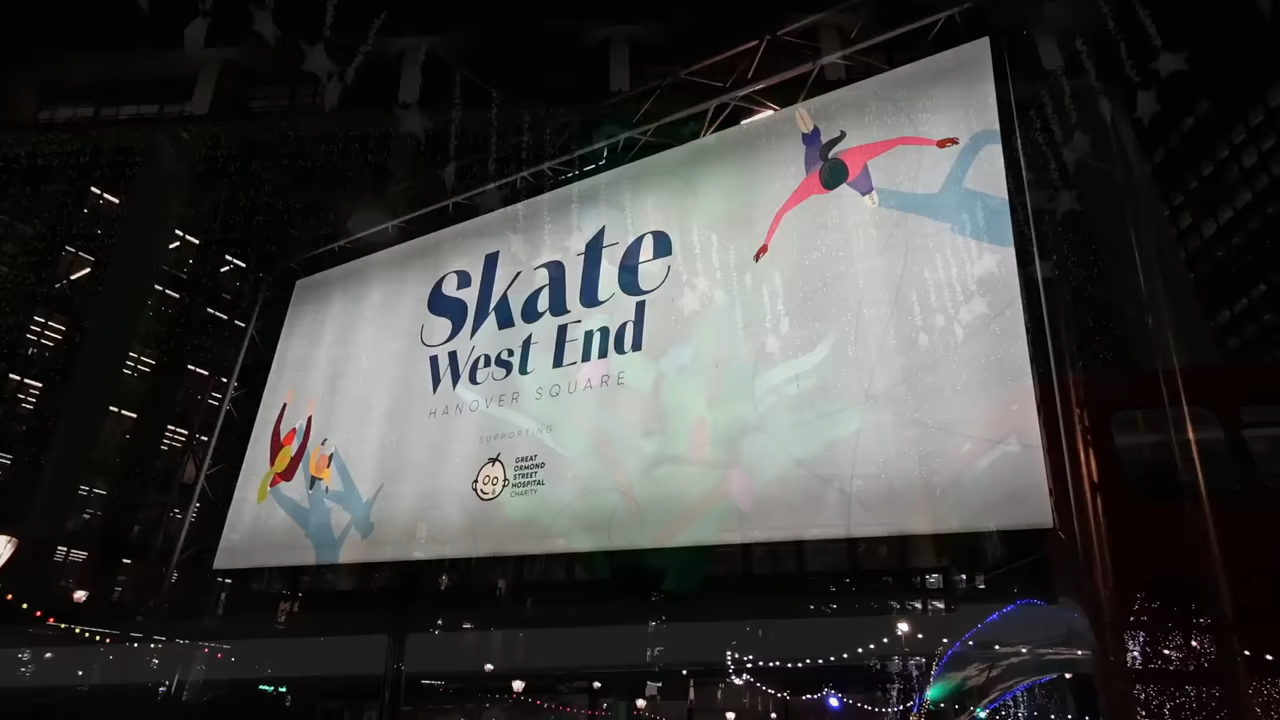 Skate
West End
HANOVER SQUARE
SUPPORTING
GREAT
ORMOND
STREET
HOSPITAL
CHARITY